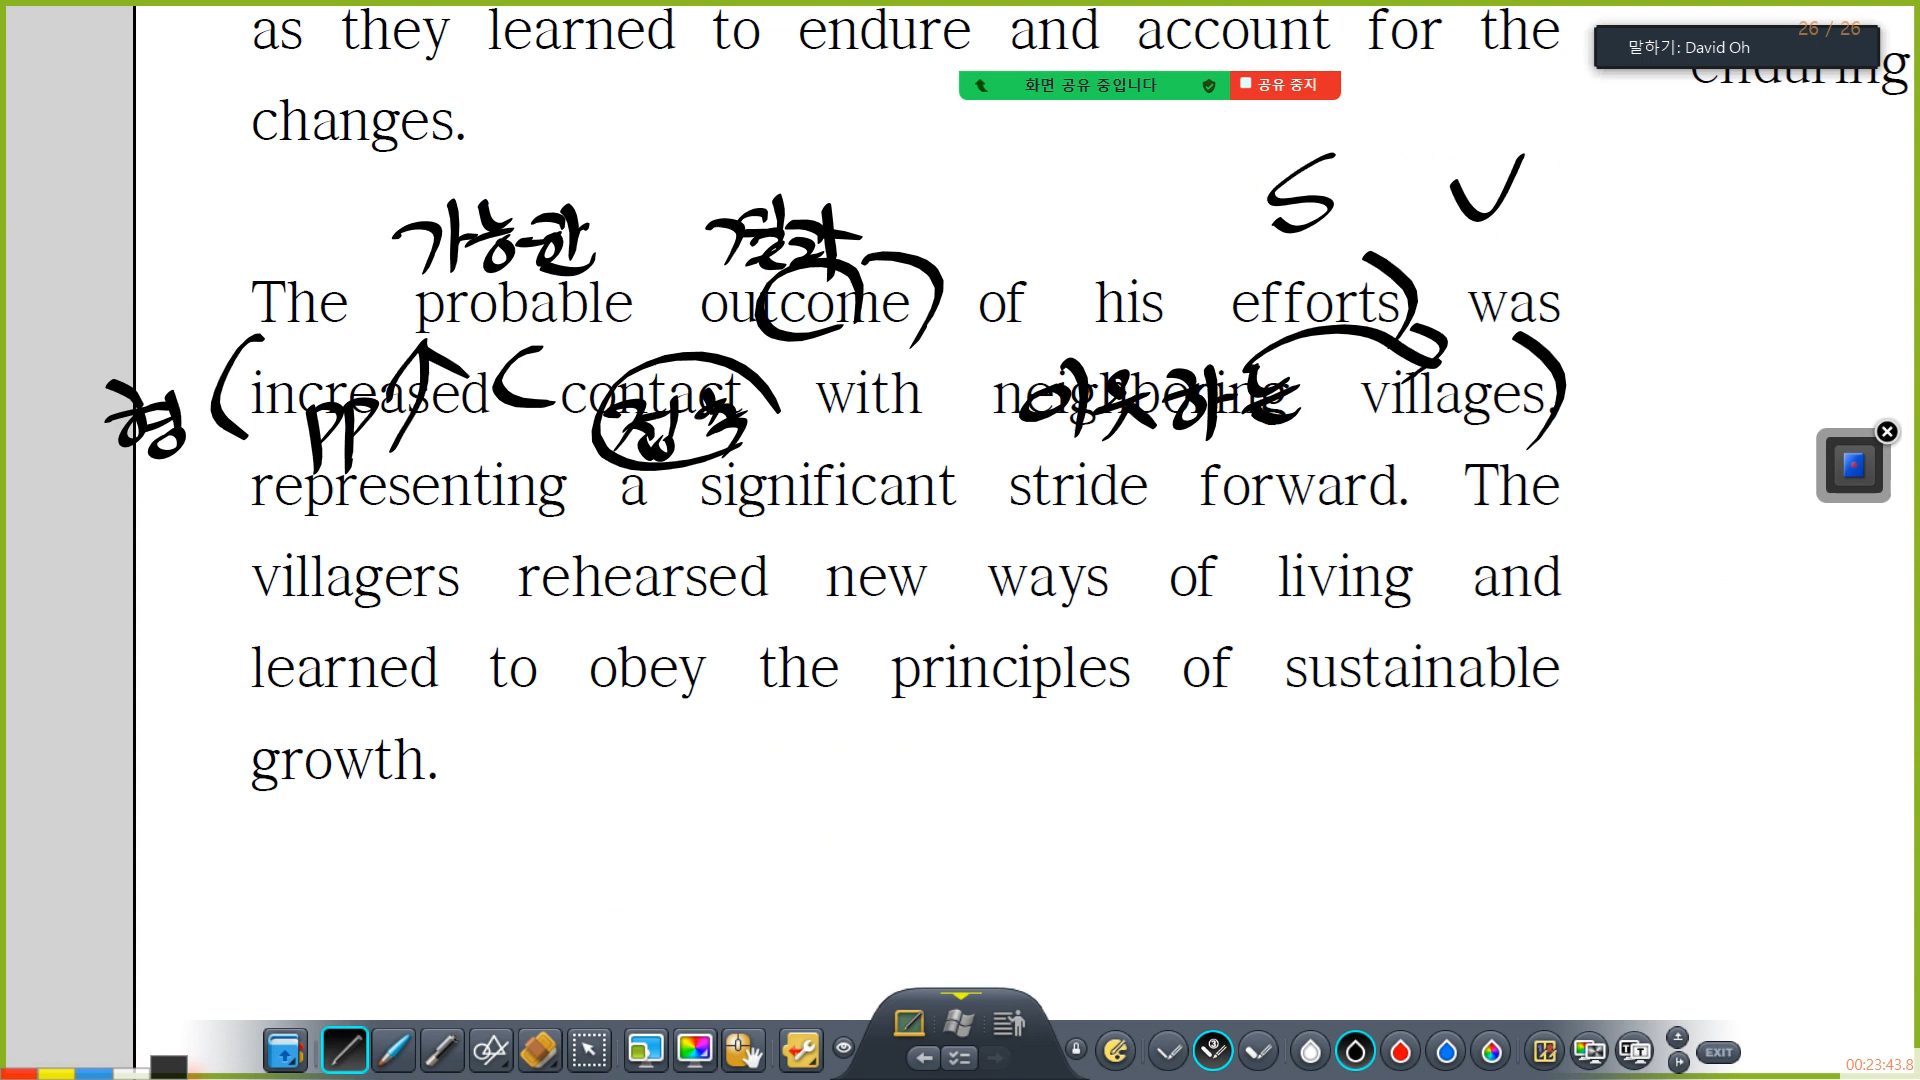 as they learned to endure and account for the
26 / 26
말하기: David Oh
enduring
화면 공유 중입니다
공유 중지
changes.
S V
가능한 결과
The probable outcome of his efforts was
increased contact with neighboring villages,
형 pp 접촉 이웃하는
representing a significant stride forward. The
villagers rehearsed new ways of living and
learned to obey the principles of sustainable
growth.
EXIT
00:23:43.8